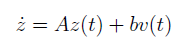 ż = Az(t) + bv(t)